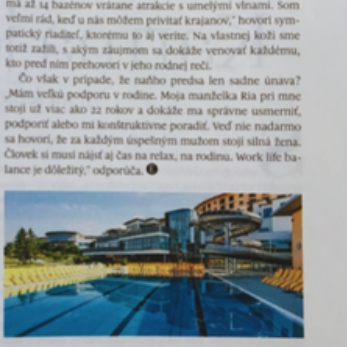 má až 14 bazénov vrátane atrakcie s umelými vlnami. Som
veľmi rád, keď u nás môžem privítať krajanov," hovorí sym-
patický riaditeľ, ktorému to aj veríte. Na vlastnej koži sme
totiž zažili, s akým záujmom sa dokáže venovať každému,
kto pred ním prehovorí v jeho rodnej reči.
Čo však v prípade, že naňho predsa len sadne únava?
„Mám veľkú podporu v rodine. Moja manželka Ria pri mne
stojí už viac ako 22 rokov a dokáže ma správne usmerniť,
podporiť alebo mi konštruktívne poradiť. Veď nie nadarmo
sa hovorí, že za každým úspešným mužom stojí silná žena.
Človek si musí nájsť aj čas na relax, na rodinu. Work life ba-
lance je dôležitý," odporúča.